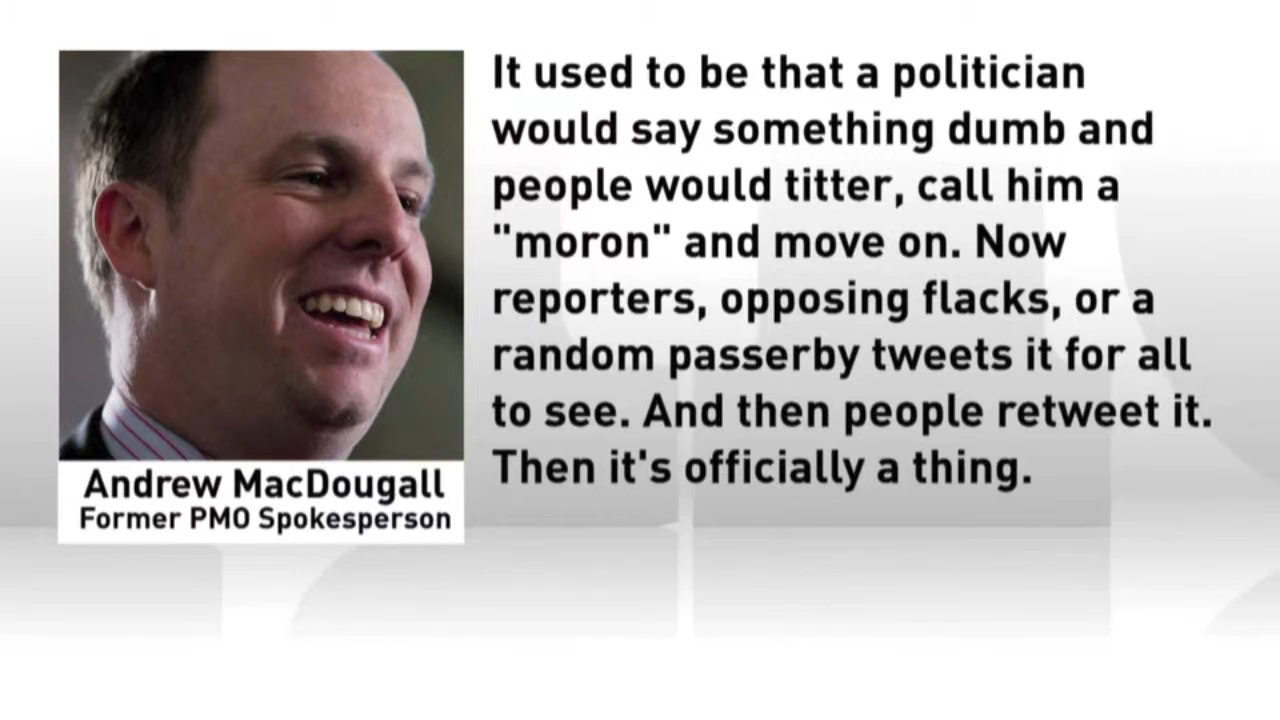 It used to be that a politician
would say something dumb and
people would titter, call him a
"moron" and move on. Now
reporters, opposing flacks, or a
random passerby tweets it for all
to see. And then people retweet it.
Then it's officially a thing.
Andrew MacDougall
Former PMO Spokesperson